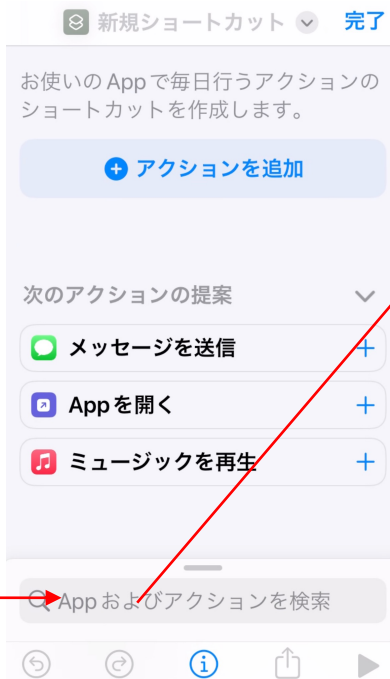 新規ショートカット
完了
お使いのAppで毎日行うアクションの
ショートカットを作成します。
アクションを追加
次のアクションの提案
メッセージを送信
Appを開く
ミュージックを再生
Appおよびアクションを検索